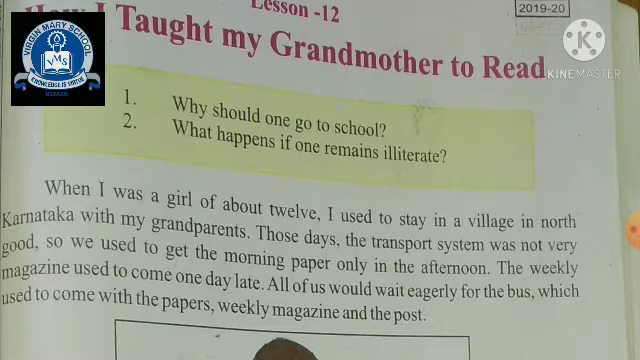 Lesson -12
2019-20
How I Taught my Grandmother to Read
VIRGIN MARY SCHOOL
VMS
KNOWLEDGE IS VIRTUE
KINEMASTER
1. Why should one go to school?
2. What happens if one remains illiterate?
When I was a girl of about twelve, I used to stay in a village in north
Karnataka with my grandparents. Those days, the transport system was not very
good, so we used to get the morning paper only in the afternoon. The weekly
magazine used to come one day late. All of us would wait eagerly for the bus, which
used to come with the papers, weekly magazine and the post.